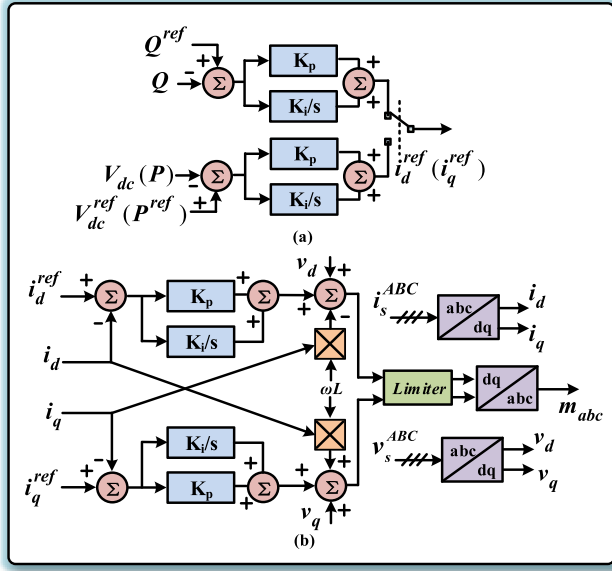 Q^ref
+
Q
-
Σ
K_p
K_i/s
+
Σ
+
V_dc (P)
-
V_dc^ref (P^ref)
+
Σ
K_p
K_i/s
+
Σ
+
i_d^ref (i_q^ref)
(a)
i_d^ref
+
Σ
-
K_p
K_i/s
+
Σ
+
v_d
+
+
Σ
-
i_s^ABC
abc
dq
i_d
i_q
i_d
i_q
ωL
Limiter
dq
abc
m_abc
i_q^ref
-
+
Σ
K_i/s
K_p
+
Σ
+
+
+
Σ
+
v_q
v_s^ABC
abc
dq
v_d
v_q
(b)